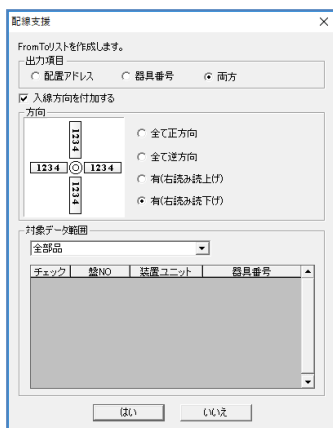 配線支援
FromToリストを作成します。
出力項目
配置アドレス 器具番号 両方
入線方向を付加する
方向
1234
1234 1234
1234
全て正方向
全て逆方向
有(右読み読上げ)
有(右読み読下げ)
対象データ範囲
全部品
チェック 盤NO 装置ユニット 器具番号
はい いいえ